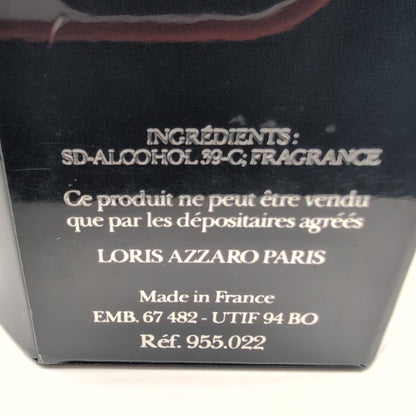 INGRÉDIENTS :
SD-ALCOHOL 39-C; FRAGRANCE
Ce produit ne peut être vendu
que par les dépositaires agréés
LORIS AZZARO PARIS
Made in France
EMB. 67 482 - UTIF 94 BO
Réf. 955.022